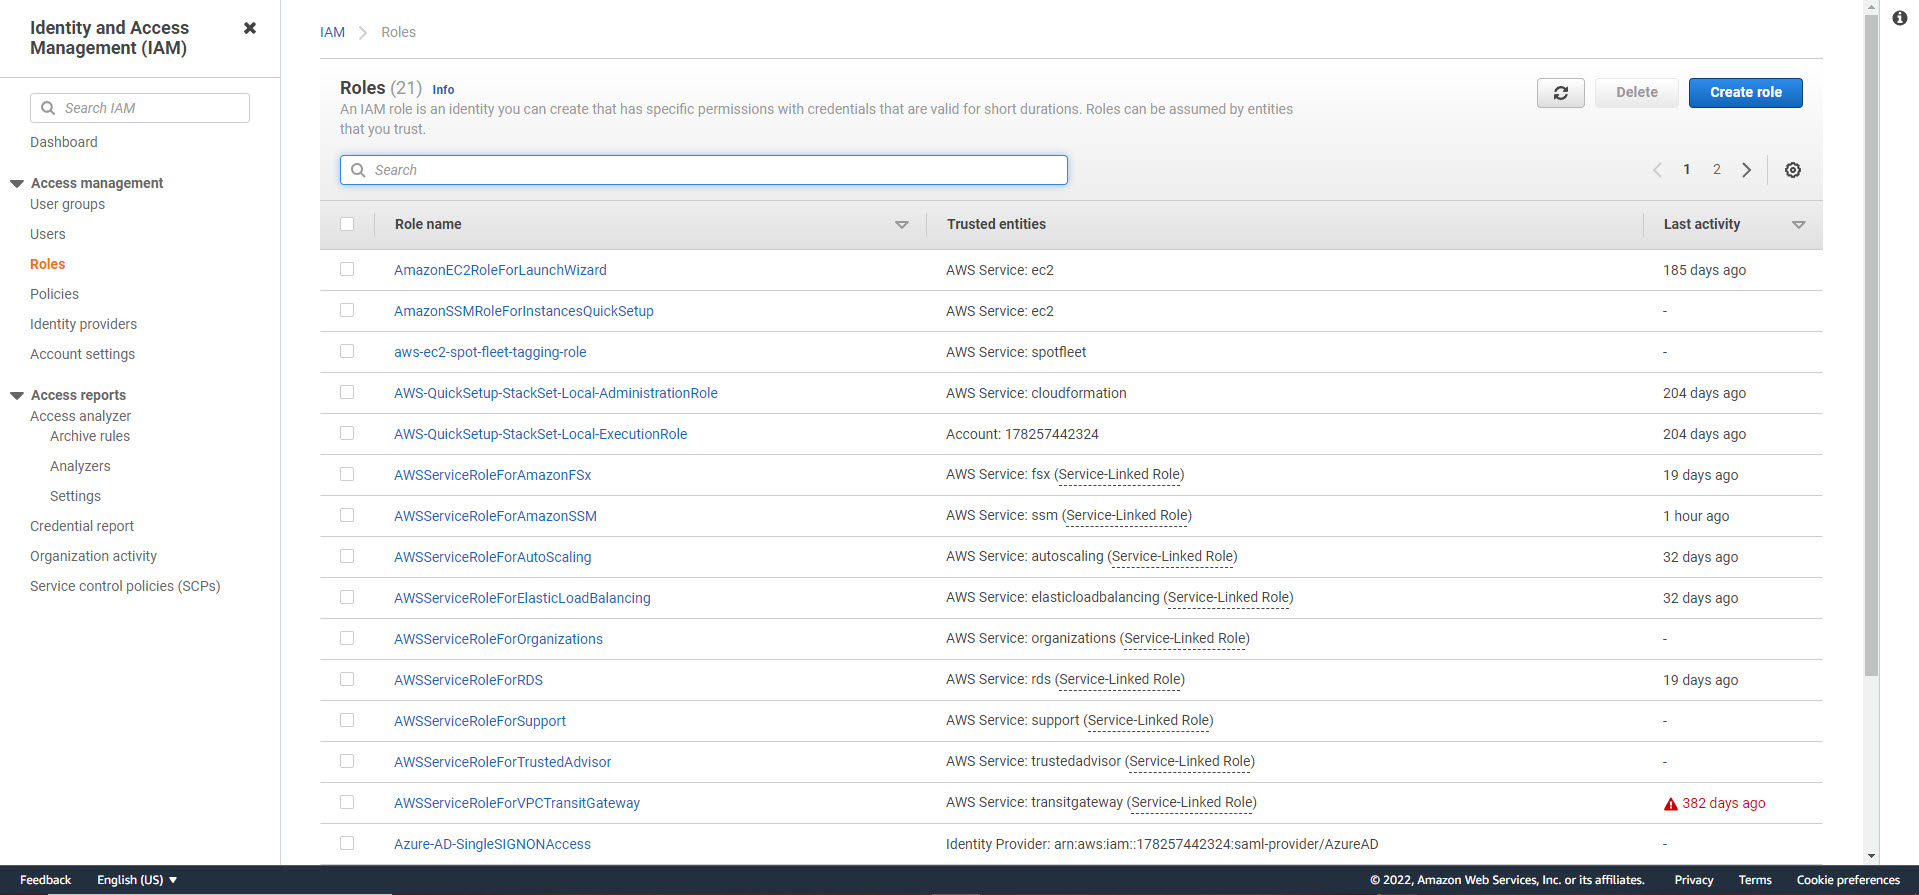 Identity and Access
Management (IAM)
Search IAM
Dashboard
Access management
User groups
Users
Roles
Policies
Identity providers
Account settings
Access reports
Access analyzer
Archive rules
Analyzers
Settings
Credential report
Organization activity
Service control policies (SCPs)
IAM Roles
Roles (21) Info
An IAM role is an identity you can create that has specific permissions with credentials that are valid for short durations. Roles can be assumed by entities
that you trust.
Delete Create role
Search
1 2
Role name Trusted entities Last activity
AmazonEC2RoleForLaunchWizard AWS Service: ec2 185 days ago
AmazonSSMRoleForInstancesQuickSetup AWS Service: ec2 -
aws-ec2-spot-fleet-tagging-role AWS Service: spotfleet -
AWS-QuickSetup-StackSet-Local-AdministrationRole AWS Service: cloudformation 204 days ago
AWS-QuickSetup-StackSet-Local-ExecutionRole Account: 178257442324 204 days ago
AWSServiceRoleForAmazonFSx AWS Service: fsx (Service-Linked Role) 19 days ago
AWSServiceRoleForAmazonSSM AWS Service: ssm (Service-Linked Role) 1 hour ago
AWSServiceRoleForAutoScaling AWS Service: autoscaling (Service-Linked Role) 32 days ago
AWSServiceRoleForElasticLoadBalancing AWS Service: elasticloadbalancing (Service-Linked Role) 32 days ago
AWSServiceRoleForOrganizations AWS Service: organizations (Service-Linked Role) -
AWSServiceRoleForRDS AWS Service: rds (Service-Linked Role) 19 days ago
AWSServiceRoleForSupport AWS Service: support (Service-Linked Role) -
AWSServiceRoleForTrustedAdvisor AWS Service: trustedadvisor (Service-Linked Role) -
AWSServiceRoleForVPCTransitGateway AWS Service: transitgateway (Service-Linked Role) 382 days ago
Azure-AD-SingleSIGNONAccess Identity Provider: arn:aws:iam::178257442324:saml-provider/AzureAD -
Feedback English (US) © 2022, Amazon Web Services, Inc. or its affiliates. Privacy Terms Cookie preferences